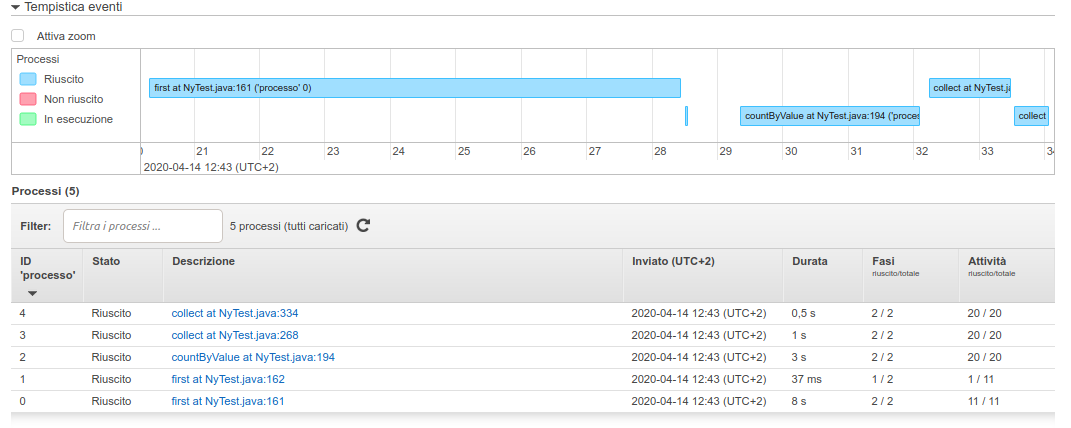 Tempistica eventi
Attiva zoom
Processi
Riuscito
Non riuscito
In esecuzione
first at NyTest.java:161 ('processo' 0)
collect at NyTest.ja
countByValue at NyTest.java:194 ('proces
collect
21 22 23 24 25 26 27 28 29 30 31 32 33 34
2020-04-14 12:43 (UTC+2)
Processi (5)
Filter: Filtra i processi ... 5 processi (tutti caricati)
ID 'processo' Stato Descrizione Inviato (UTC+2) Durata Fasi riuscito/totale Attività riuscito/totale
4 Riuscito collect at NyTest.java:334 2020-04-14 12:43 (UTC+2) 0,5 s 2 / 2 20 / 20
3 Riuscito collect at NyTest.java:268 2020-04-14 12:43 (UTC+2) 1 s 2 / 2 20 / 20
2 Riuscito countByValue at NyTest.java:194 2020-04-14 12:43 (UTC+2) 3 s 2 / 2 20 / 20
1 Riuscito first at NyTest.java:162 2020-04-14 12:43 (UTC+2) 37 ms 1 / 2 1 / 11
0 Riuscito first at NyTest.java:161 2020-04-14 12:43 (UTC+2) 8 s 2 / 2 11 / 11